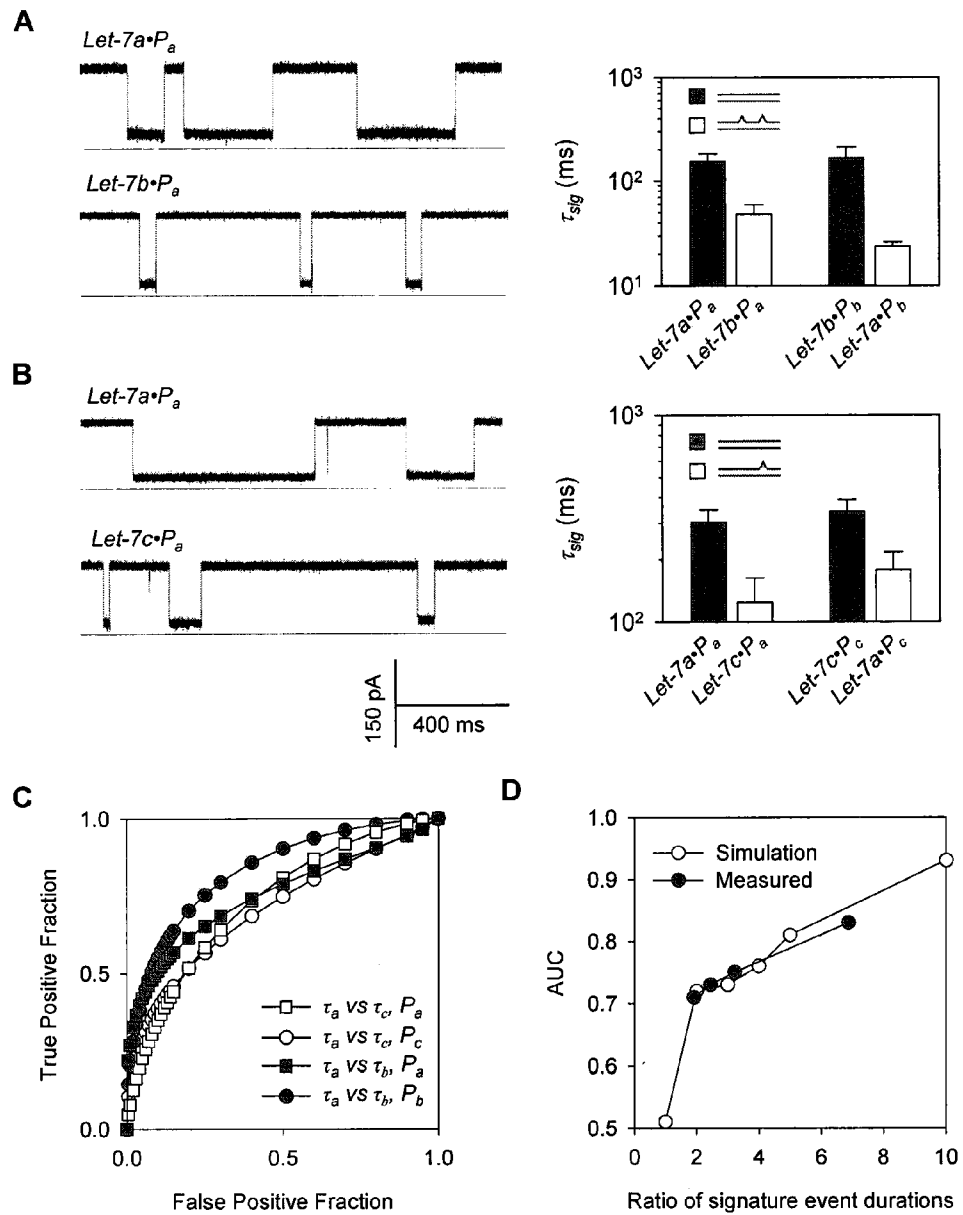 A
Let-7a•Pa
Let-7b•Pa
10³
10²
10¹
τsig (ms)
Let-7a•Pa
Let-7b•Pa
Let-7b•Pb
Let-7a•Pb
B
Let-7a•Pa
Let-7c•Pa
150 pA
400 ms
10³
10²
τsig (ms)
Let-7a•Pa
Let-7c•Pa
Let-7c•Pc
Let-7a•Pc
C
True Positive Fraction
1.0
0.5
0.0
τa vs τc, Pa
τa vs τc, Pc
τa vs τb, Pa
τa vs τb, Pb
0.0 0.5 1.0
False Positive Fraction
D
AUC
1.0
0.9
0.8
0.7
0.6
0.5
Simulation
Measured
0 2 4 6 8 10
Ratio of signature event durations